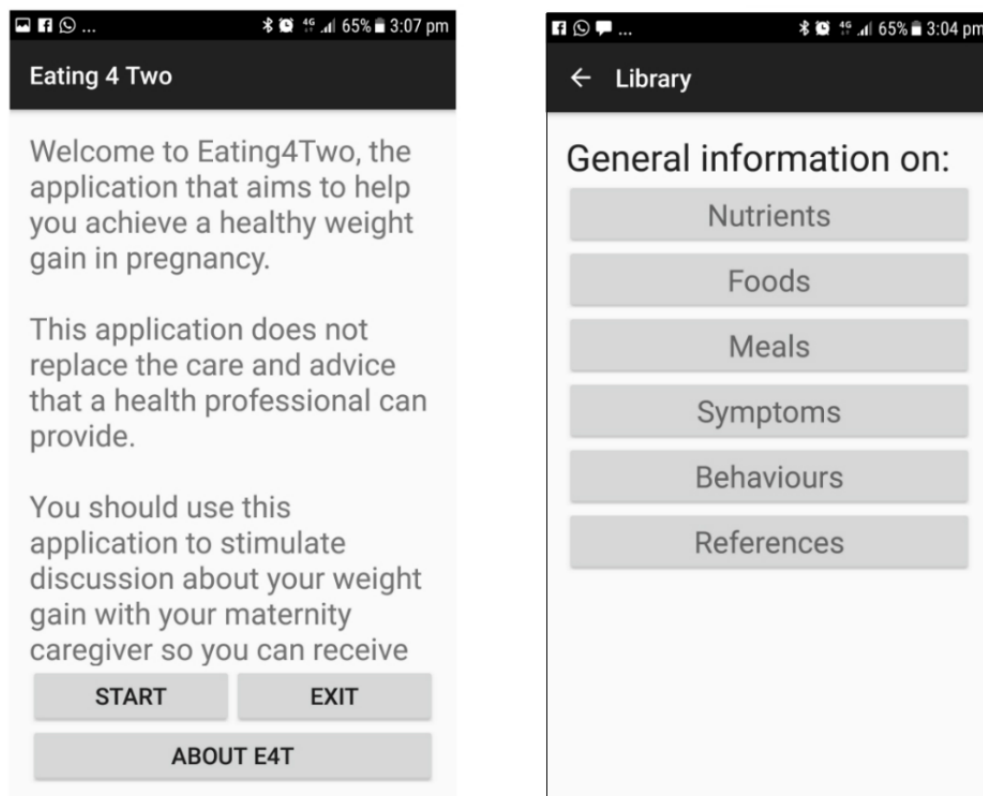 ... 4G 65% 3:07 pm
Eating 4 Two
Welcome to Eating4Two, the
application that aims to help
you achieve a healthy weight
gain in pregnancy.
This application does not
replace the care and advice
that a health professional can
provide.
You should use this
application to stimulate
discussion about your weight
gain with your maternity
caregiver so you can receive
START EXIT
ABOUT E4T
... 4G 65% 3:04 pm
Library
General information on:
Nutrients
Foods
Meals
Symptoms
Behaviours
References